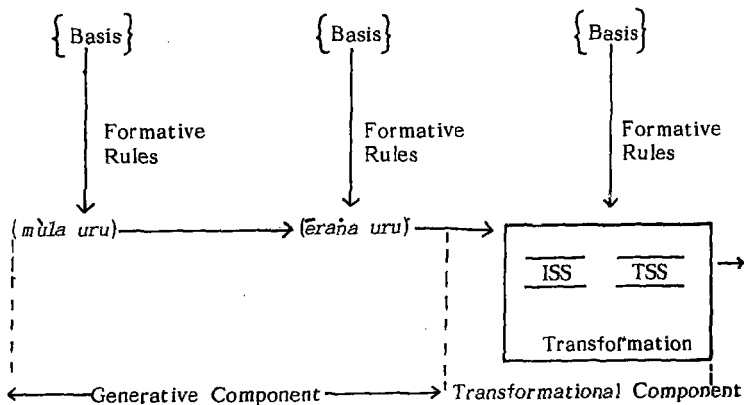 {Basis} {Basis} {Basis}
Formative Formative Formative
Rules Rules Rules
(mūla uru) (ēraṅa uru)
ISS TSS
Transformation
Generative Component Transformational Component